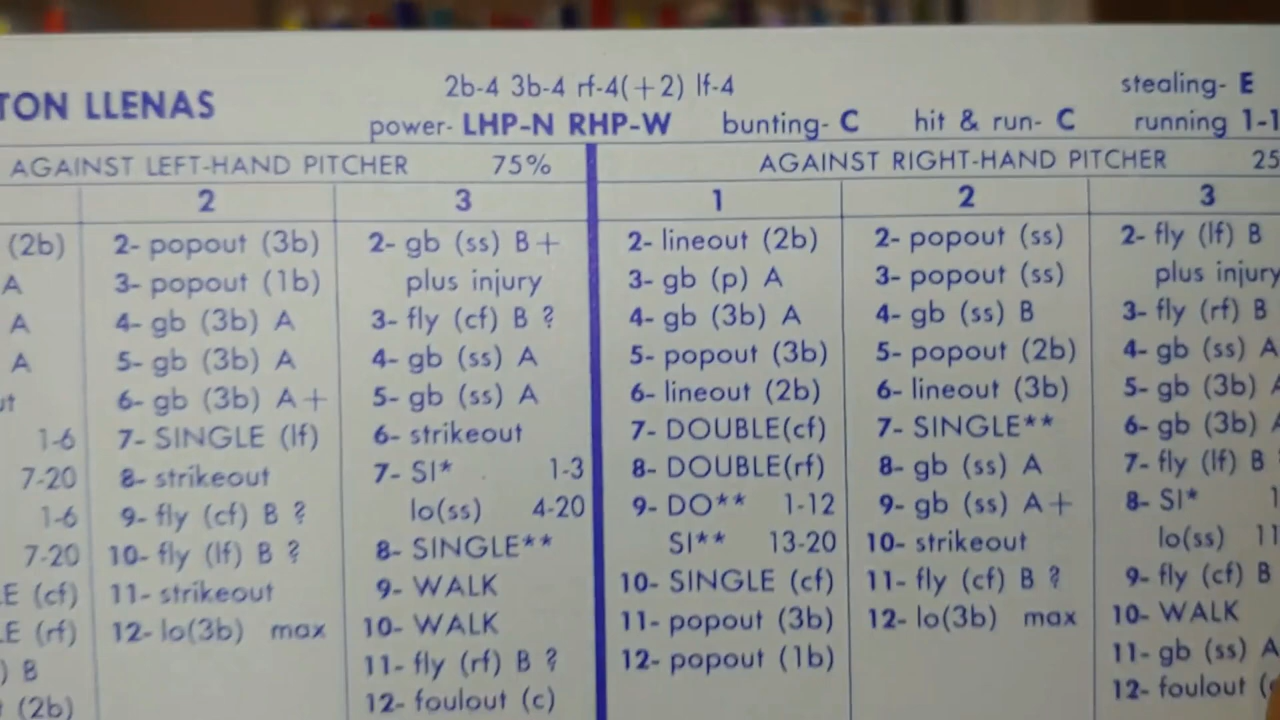 TON LLENAS
2b-4 3b-4 rf-4(+2) lf-4
stealing- E
power- LHP-N RHP-W bunting- C hit & run- C running 1-1
AGAINST LEFT-HAND PITCHER 75%
2 3
(2b) 2- popout (3b) 2- gb (ss) B+
A 3- popout (1b) plus injury
A 4- gb (3b) A 3- fly (cf) B ?
A 5- gb (3b) A 4- gb (ss) A
6- gb (3b) A+ 5- gb (ss) A
1-6 7- SINGLE (lf) 6- strikeout
7-20 8- strikeout 7- SI* 1-3
1-6 9- fly (cf) B ? lo(ss) 4-20
7-20 10- fly (lf) B ? 8- SINGLE**
LE (cf) 11- strikeout 9- WALK
LE (rf) 12- lo(3b) max 10- WALK
) B 11- fly (rf) B ?
(2b) 12- foulout (c)
AGAINST RIGHT-HAND PITCHER 25
1 2 3
2- lineout (2b) 2- popout (ss) 2- fly (lf) B
3- gb (p) A 3- popout (ss) plus injury
4- gb (3b) A 4- gb (ss) B 3- fly (rf) B
5- popout (3b) 5- popout (2b) 4- gb (ss) A
6- lineout (2b) 6- lineout (3b) 5- gb (3b) A
7- DOUBLE(cf) 7- SINGLE** 6- gb (3b) A
8- DOUBLE(rf) 8- gb (ss) A 7- fly (lf) B
9- DO** 1-12 9- gb (ss) A+ 8- SI* 1
SI** 13-20 10- strikeout lo(ss) 11
10- SINGLE (cf) 11- fly (cf) B ? 9- fly (cf) B
11- popout (3b) 12- lo(3b) max 10- WALK
12- popout (1b) 11- gb (ss) A
12- foulout (